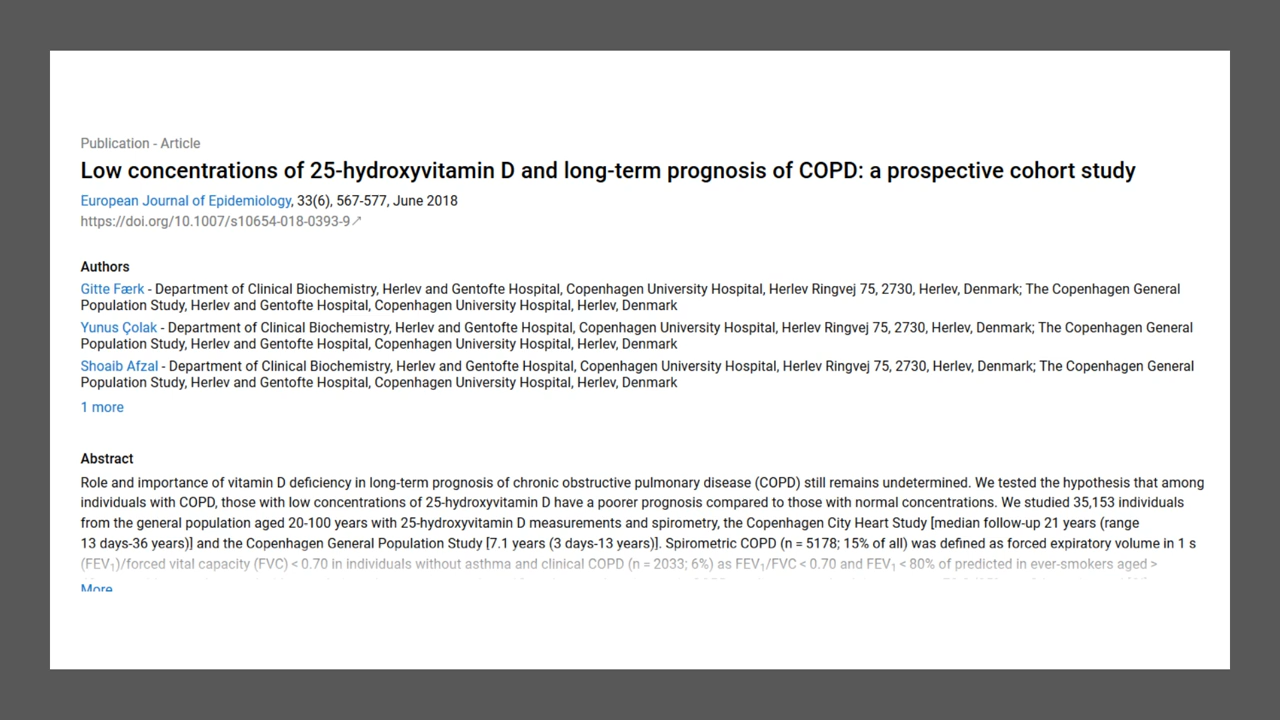 Publication - Article
Low concentrations of 25-hydroxyvitamin D and long-term prognosis of COPD: a prospective cohort study
European Journal of Epidemiology, 33(6), 567-577, June 2018
https://doi.org/10.1007/s10654-018-0393-9↗
Authors
Gitte Færk - Department of Clinical Biochemistry, Herlev and Gentofte Hospital, Copenhagen University Hospital, Herlev Ringvej 75, 2730, Herlev, Denmark; The Copenhagen General
Population Study, Herlev and Gentofte Hospital, Copenhagen University Hospital, Herlev, Denmark
Yunus Çolak - Department of Clinical Biochemistry, Herlev and Gentofte Hospital, Copenhagen University Hospital, Herlev Ringvej 75, 2730, Herlev, Denmark; The Copenhagen General
Population Study, Herlev and Gentofte Hospital, Copenhagen University Hospital, Herlev, Denmark
Shoaib Afzal - Department of Clinical Biochemistry, Herlev and Gentofte Hospital, Copenhagen University Hospital, Herlev Ringvej 75, 2730, Herlev, Denmark; The Copenhagen General
Population Study, Herlev and Gentofte Hospital, Copenhagen University Hospital, Herlev, Denmark
1 more
Abstract
Role and importance of vitamin D deficiency in long-term prognosis of chronic obstructive pulmonary disease (COPD) still remains undetermined. We tested the hypothesis that among
individuals with COPD, those with low concentrations of 25-hydroxyvitamin D have a poorer prognosis compared to those with normal concentrations. We studied 35,153 individuals
from the general population aged 20-100 years with 25-hydroxyvitamin D measurements and spirometry, the Copenhagen City Heart Study [median follow-up 21 years (range
13 days-36 years)] and the Copenhagen General Population Study [7.1 years (3 days-13 years)]. Spirometric COPD (n = 5178; 15% of all) was defined as forced expiratory volume in 1 s
(FEV₁)/forced vital capacity (FVC) < 0.70 in individuals without asthma and clinical COPD (n = 2033; 6%) as FEV₁/FVC < 0.70 and FEV₁ < 80% of predicted in ever-smokers aged >
More